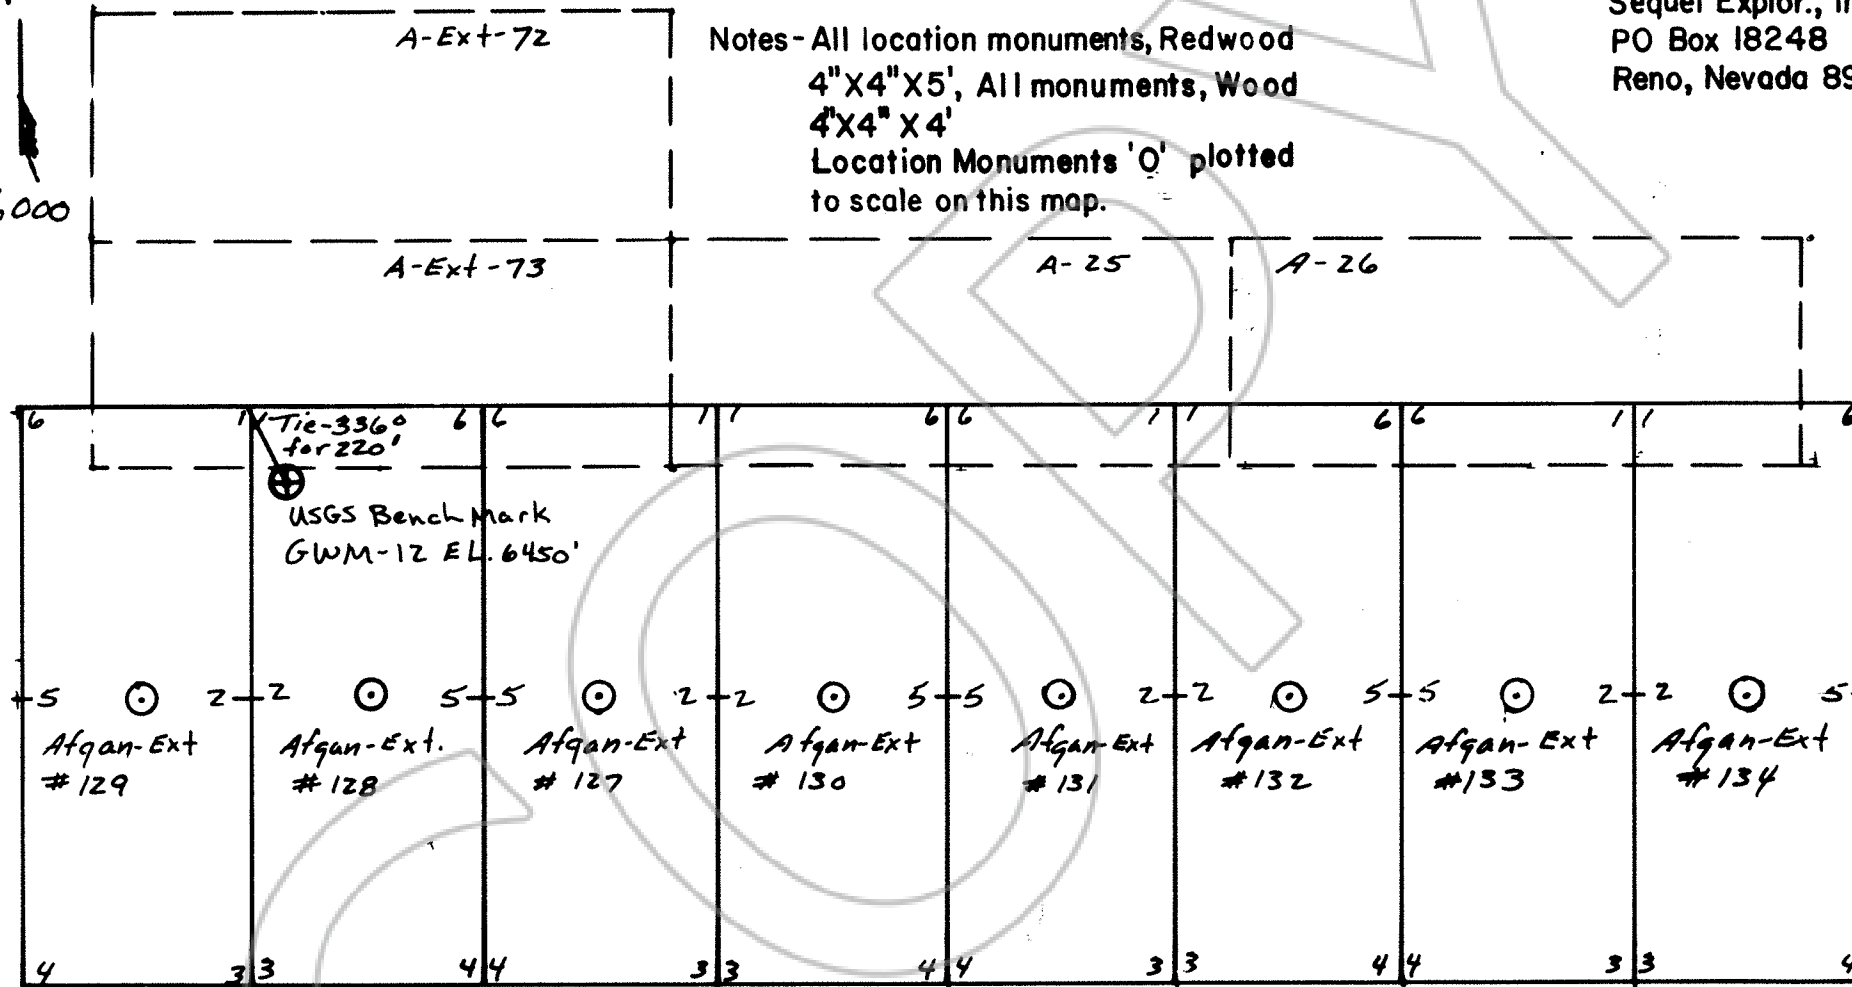 A-Ext-72
Notes-All location monuments, Redwood
4"X4"X5', All monuments, Wood
4"X4" X 4'
Location Monuments 'O' plotted
to scale on this map.
Sequel Explor.,
PO Box 18248
Reno, Nevada
A-Ext-73
A-25
A-26
6 1 1 6 6 1 1 6 6 1 1 6 6 1 1
Tie-336°
for 220'
USGS Bench Mark
GWM-12 EL. 6450'
5 2 2 5 5 2 2 5 5 2 2 5 5 2 2 5
Afgan-Ext
#129
Afgan-Ext.
#128
Afgan-Ext
#127
Afgan-Ext
#130
Afgan-Ext
#131
Afgan-Ext
#132
Afgan-Ext
#133
Afgan-Ext
#134
4 3 3 4 4 3 3 4 4 3 3 4 4 3 3
COPY